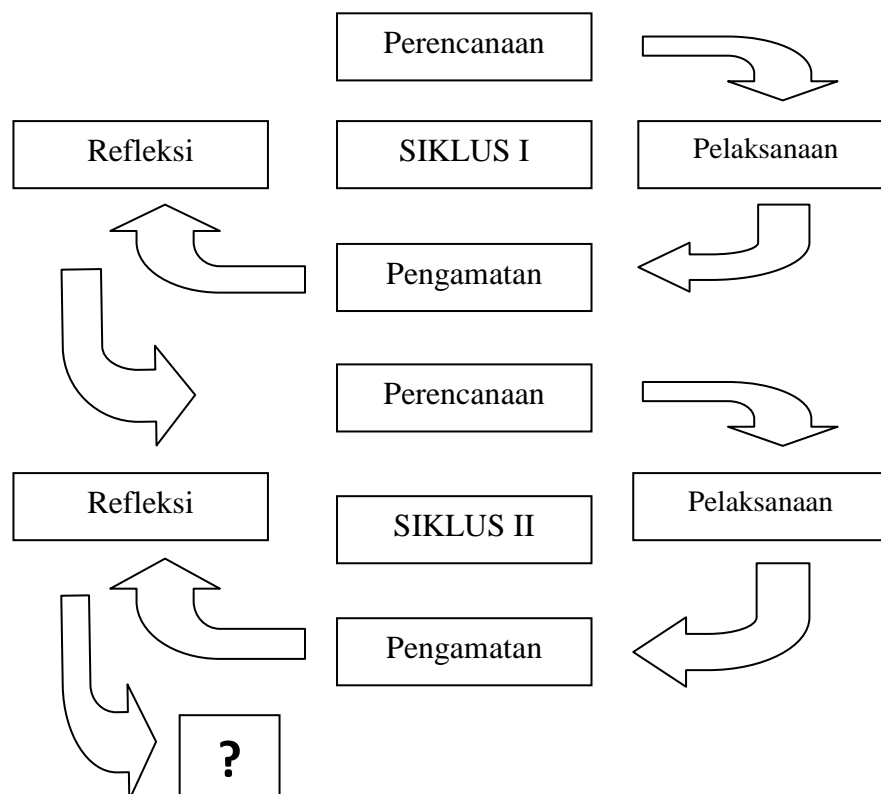 Perencanaan
Refleksi
SIKLUS I
Pelaksanaan
Pengamatan
Perencanaan
Refleksi
SIKLUS II
Pelaksanaan
Pengamatan
?